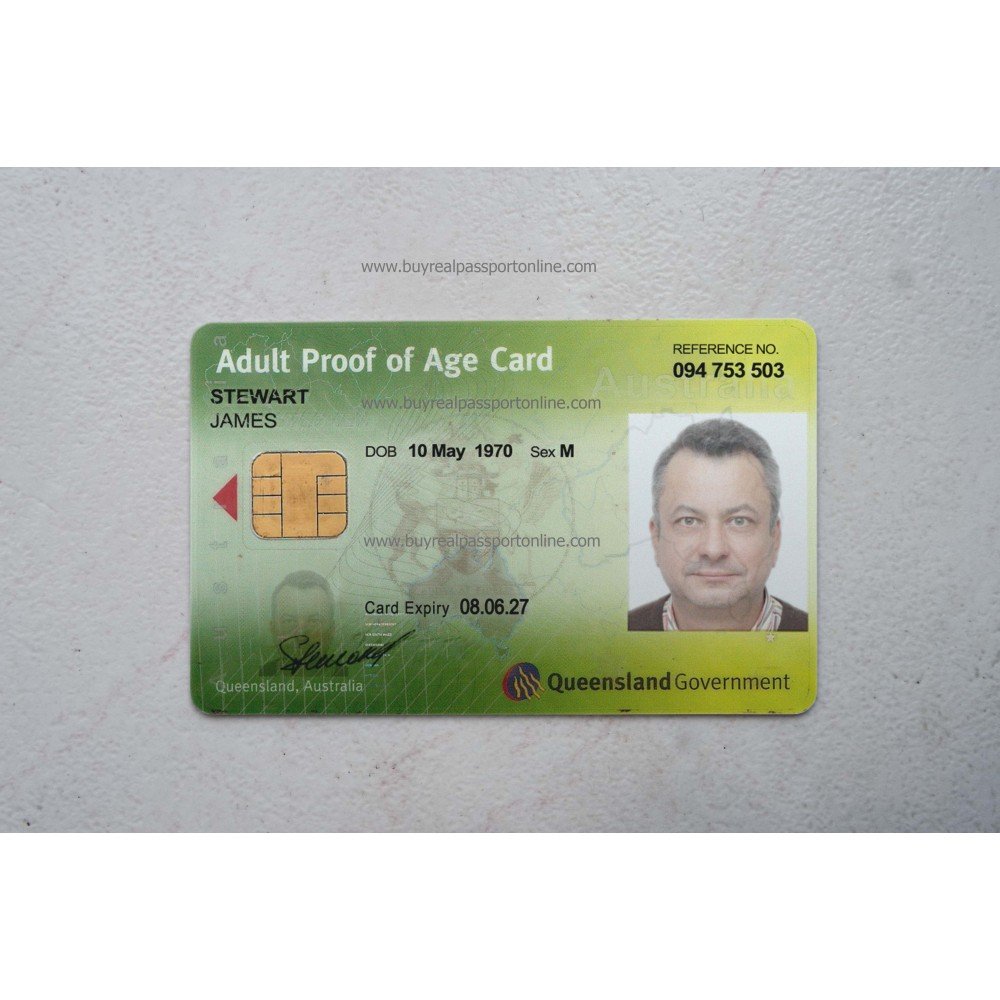 www.buyrealpassportonline.com
Adult Proof of Age Card
REFERENCE NO.
094 753 503
STEWART
JAMES
Australia
www.buyrealpassportonline.com
DOB 10 May 1970 Sex M
www.buyrealpassportonline.com
Card Expiry 08.06.27
Queensland, Australia
Queensland Government